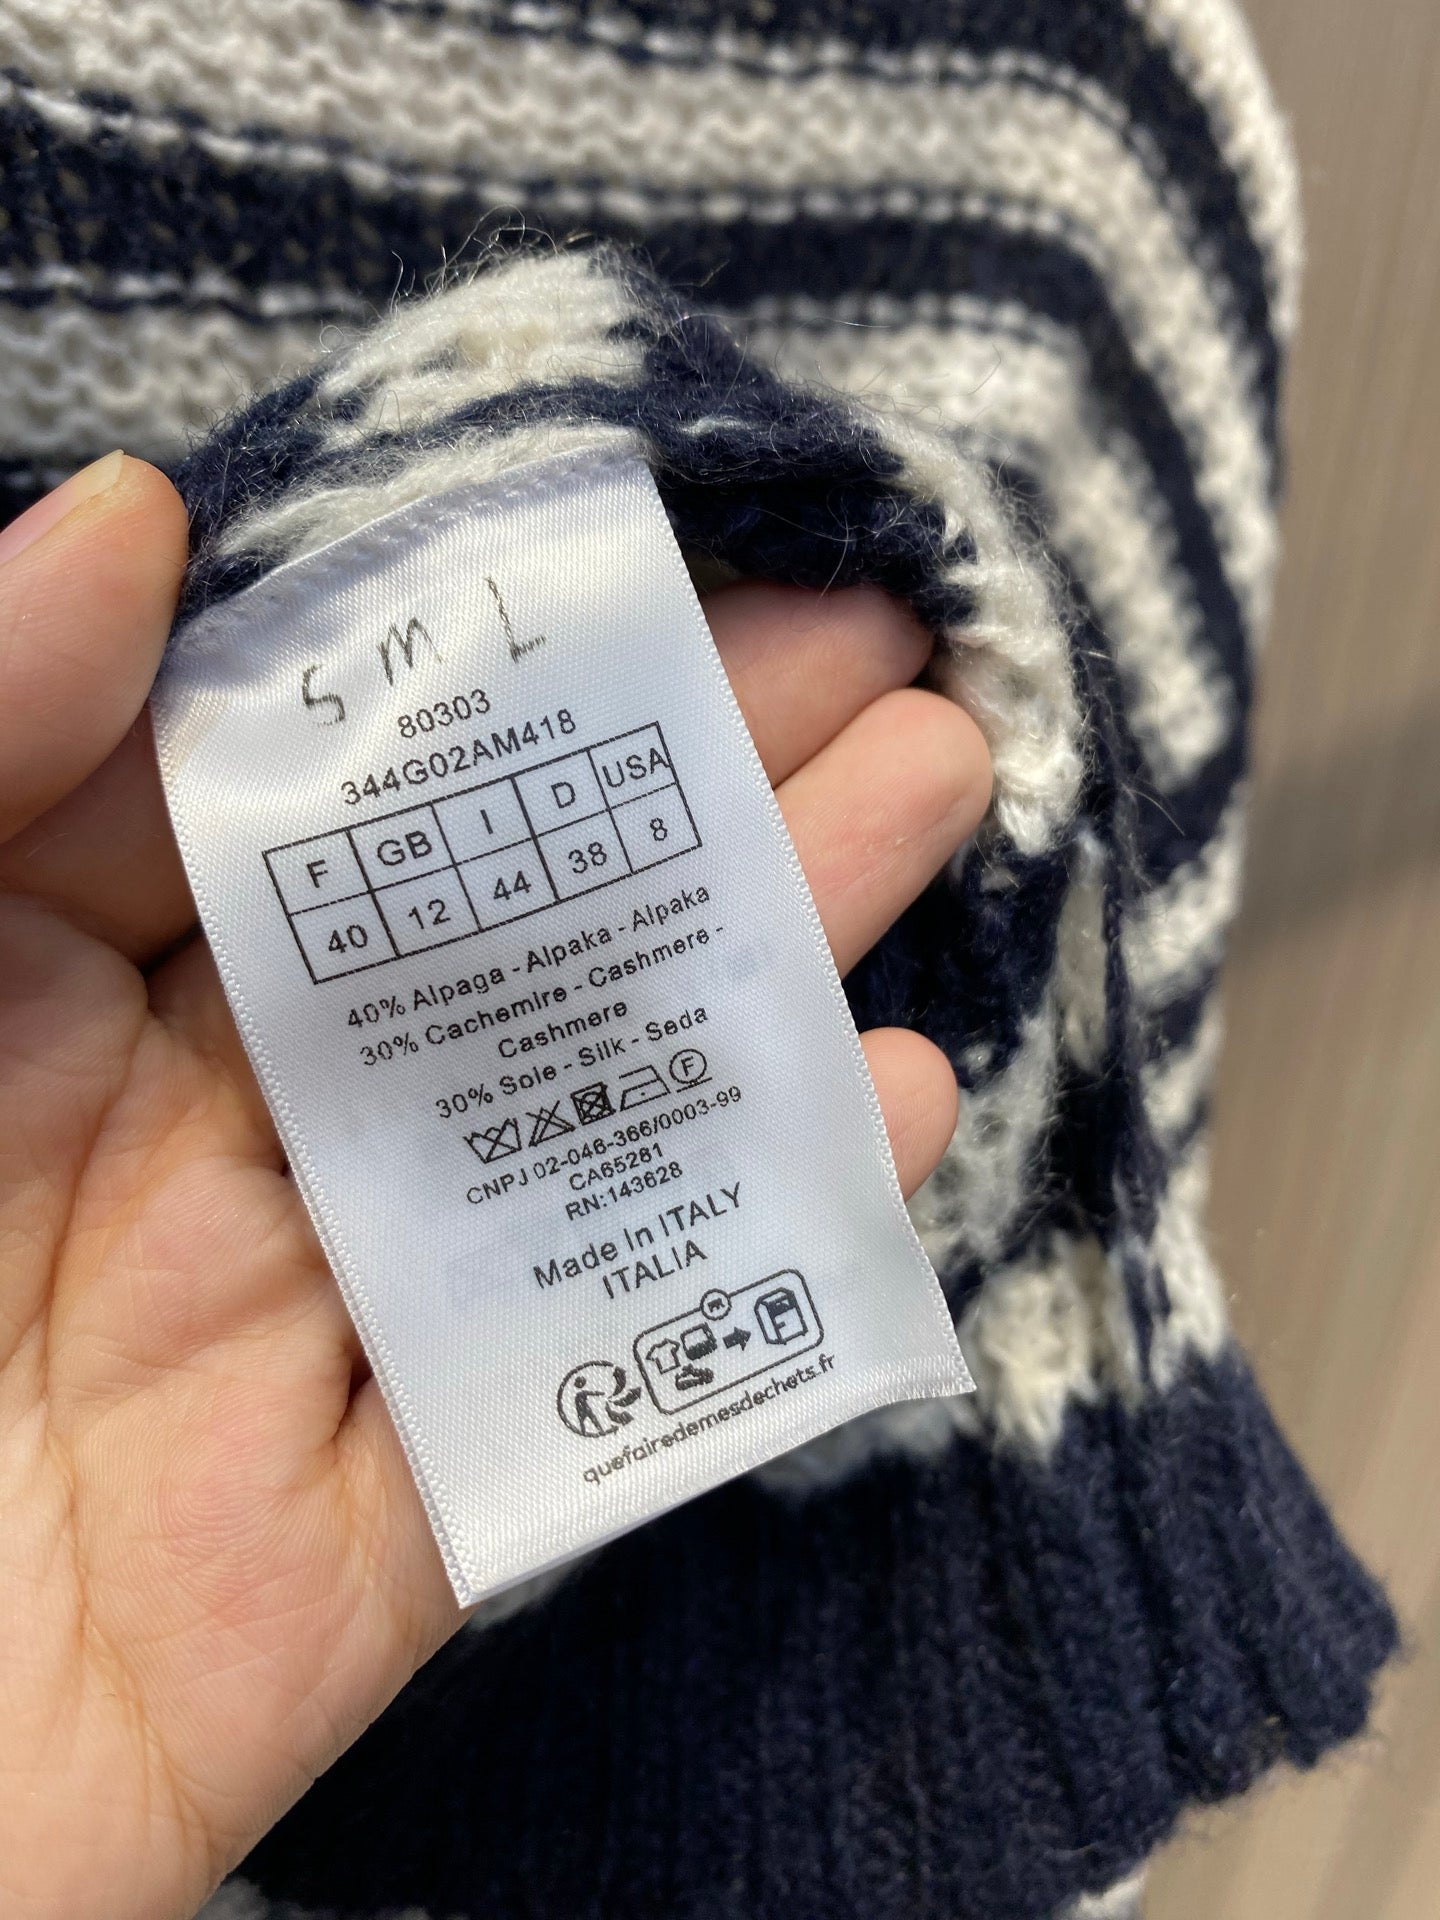 S M L
80303
344G02AM418
F GB I D USA
40 12 44 38 8
40% Alpaga - Alpaka - Alpaka
30% Cachemire - Cashmere -
Cashmere
30% Soie - Silk - Seda
F
CNPJ 02-046-366/0003-99
CA65281
RN:143628
Made In ITALY
ITALIA
FR
quefairedemesdechets.fr